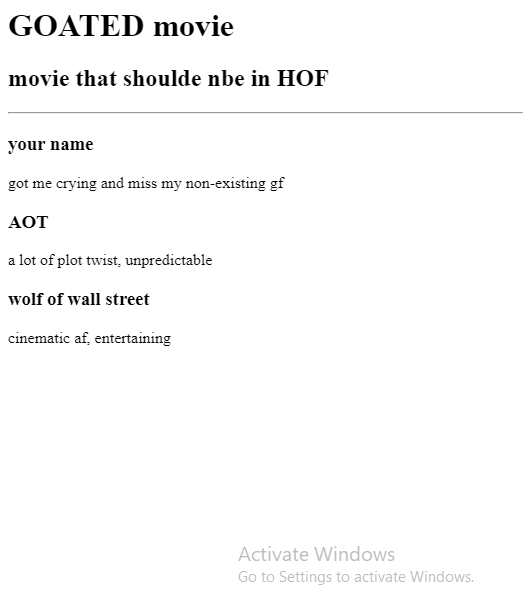 GOATED movie
movie that shoulde nbe in HOF
your name
got me crying and miss my non-existing gf
AOT
a lot of plot twist, unpredictable
wolf of wall street
cinematic af, entertaining
Activate Windows
Go to Settings to activate Windows.